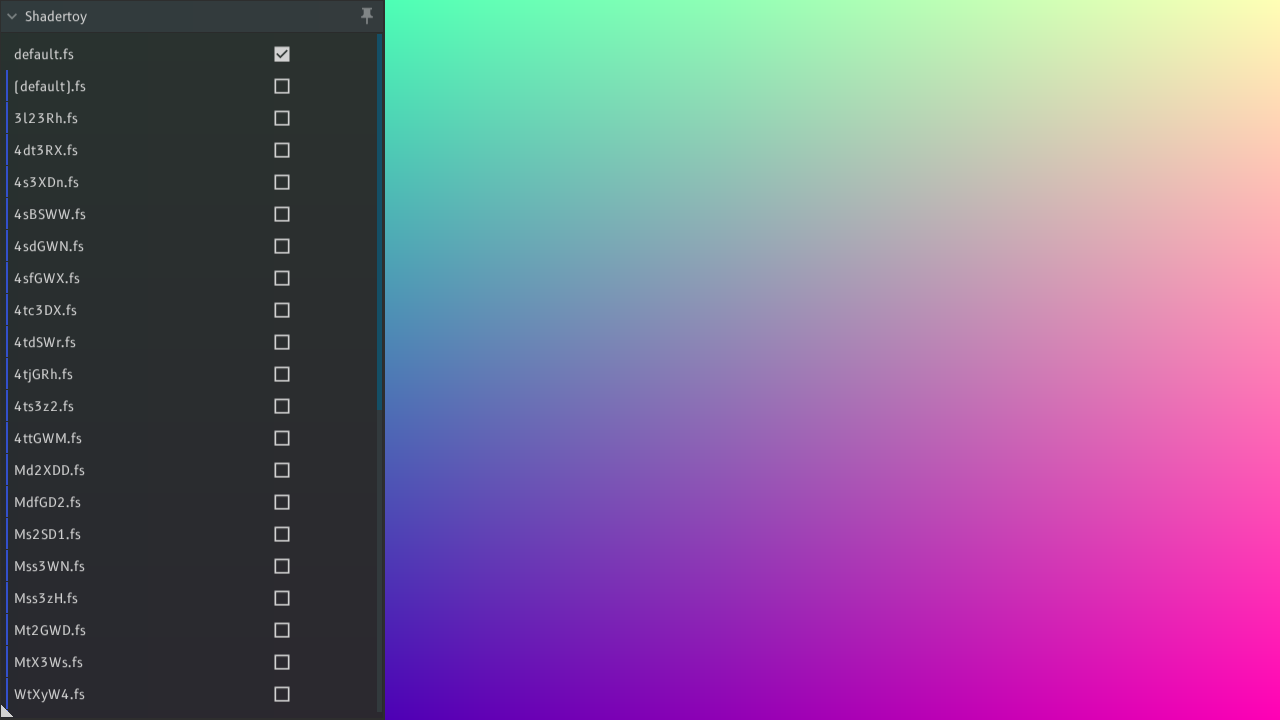 Shadertoy
default.fs
[default].fs
3l23Rh.fs
4dt3RX.fs
4s3XDn.fs
4sBSWW.fs
4sdGWN.fs
4sfGWX.fs
4tc3DX.fs
4tdSWr.fs
4tjGRh.fs
4ts3z2.fs
4ttGWM.fs
Md2XDD.fs
MdfGD2.fs
Ms2SD1.fs
Mss3WN.fs
Mss3zH.fs
Mt2GWD.fs
MtX3Ws.fs
WtXyW4.fs